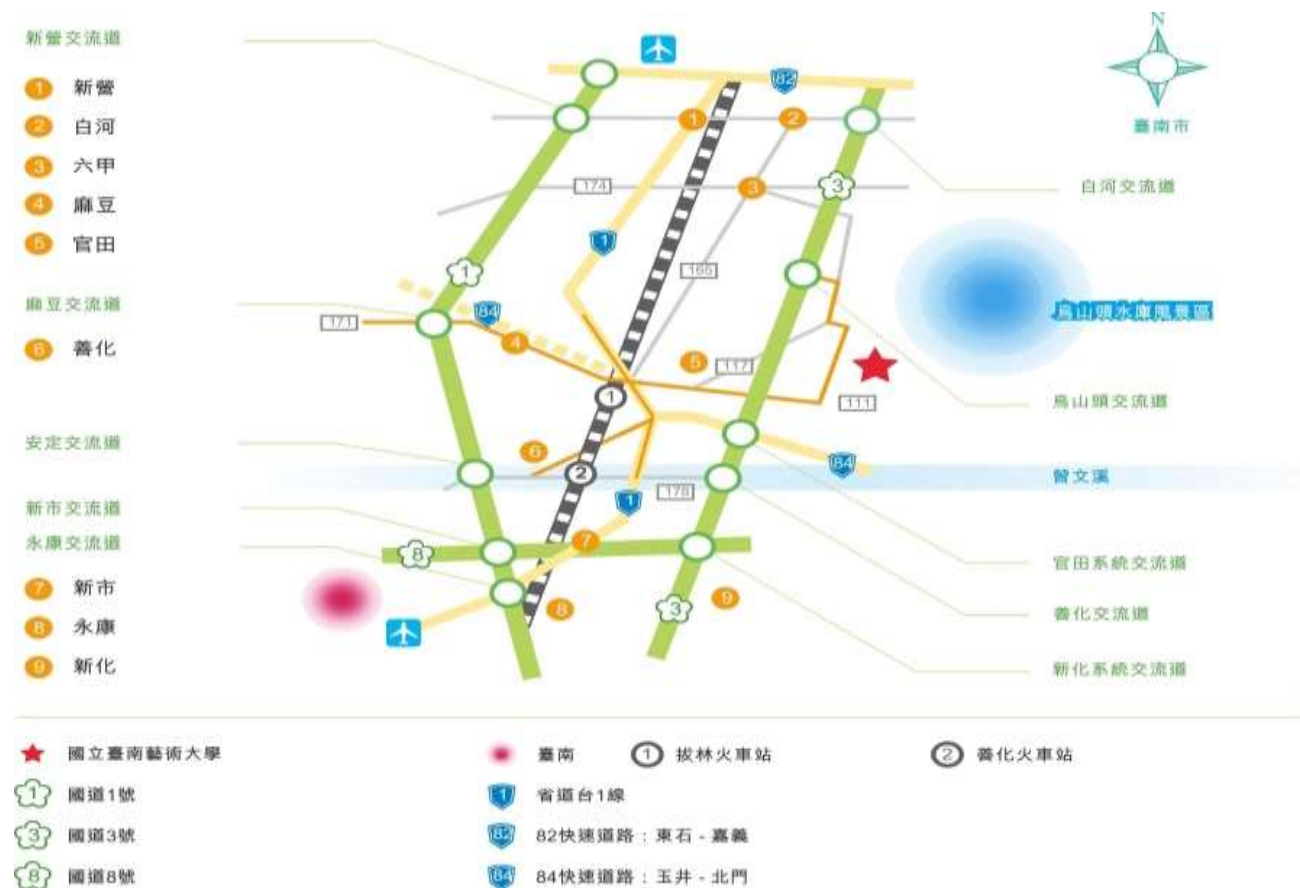 新營交流道
1 新營
2 白河
3 六甲
4 麻豆
5 官田
麻豆交流道
6 善化
安定交流道
新市交流道
永康交流道
7 新市
8 永康
9 新化
N
臺南市
82
1
2
174
3
3
1
165
1
84
171
4
5
117
111
1
6
2
84
178
1
8
7
3
8
9
白河交流道
烏山頭水庫風景區
烏山頭交流道
曾文溪
官田系統交流道
善化交流道
新化系統交流道
國立臺南藝術大學
臺南
1 拔林火車站
2 善化火車站
1 國道1號
1 省道台1線
3 國道3號
82 82快速道路：東石 - 嘉義
8 國道8號
84 84快速道路：玉井 - 北門